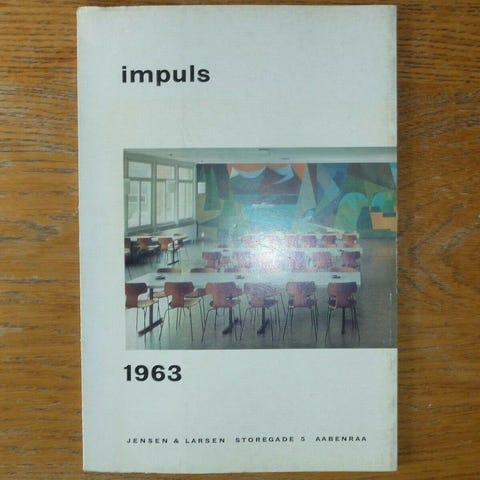 impuls
1963
JENSEN & LARSEN STOREGADE 5 AABENRAA